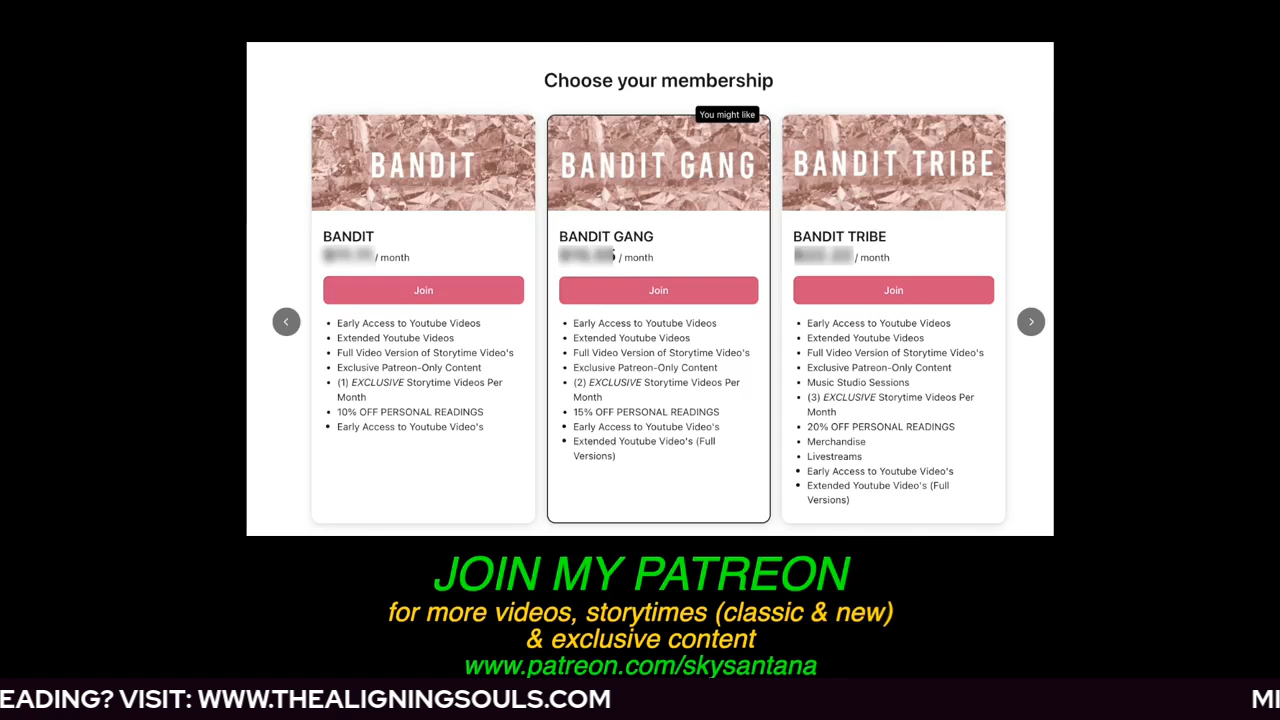 Choose your membership
You might like
BANDIT
BANDIT GANG
BANDIT TRIBE
BANDIT
/ month
Join
Early Access to Youtube Videos
Extended Youtube Videos
Full Video Version of Storytime Video's
Exclusive Patreon-Only Content
(1) EXCLUSIVE Storytime Videos Per
Month
10% OFF PERSONAL READINGS
Early Access to Youtube Video's
BANDIT GANG
/ month
Join
Early Access to Youtube Videos
Extended Youtube Videos
Full Video Version of Storytime Video's
Exclusive Patreon-Only Content
(2) EXCLUSIVE Storytime Videos Per
Month
15% OFF PERSONAL READINGS
Early Access to Youtube Video's
Extended Youtube Video's (Full
Versions)
BANDIT TRIBE
/ month
Join
Early Access to Youtube Videos
Extended Youtube Videos
Full Video Version of Storytime Video's
Exclusive Patreon-Only Content
Music Studio Sessions
(3) EXCLUSIVE Storytime Videos Per
Month
20% OFF PERSONAL READINGS
Merchandise
Livestreams
Early Access to Youtube Video's
Extended Youtube Video's (Full
Versions)
JOIN MY PATREON
for more videos, storytimes (classic & new)
& exclusive content
www.patreon.com/skysantana
EADING? VISIT: WWW.THEALIGNINGSOULS.COM